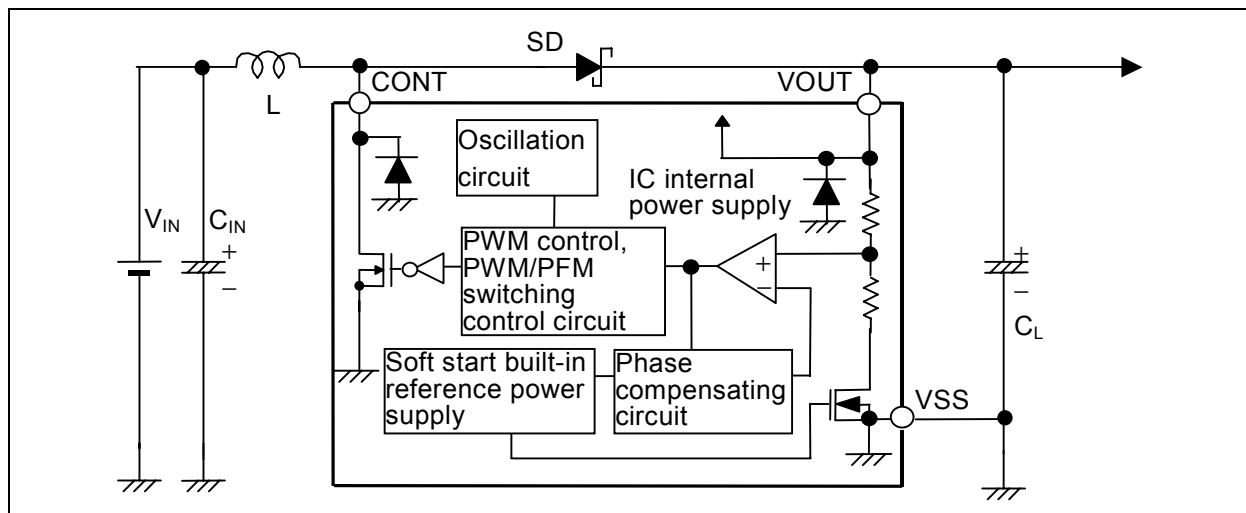 SD
CONT
VOUT
L
Oscillation
circuit
IC internal
power supply
V_IN
C_IN
+
−
PWM control,
PWM/PFM
switching
control circuit
+
−
+
−
C_L
Soft start built-in
reference power
supply
Phase
compensating
circuit
VSS